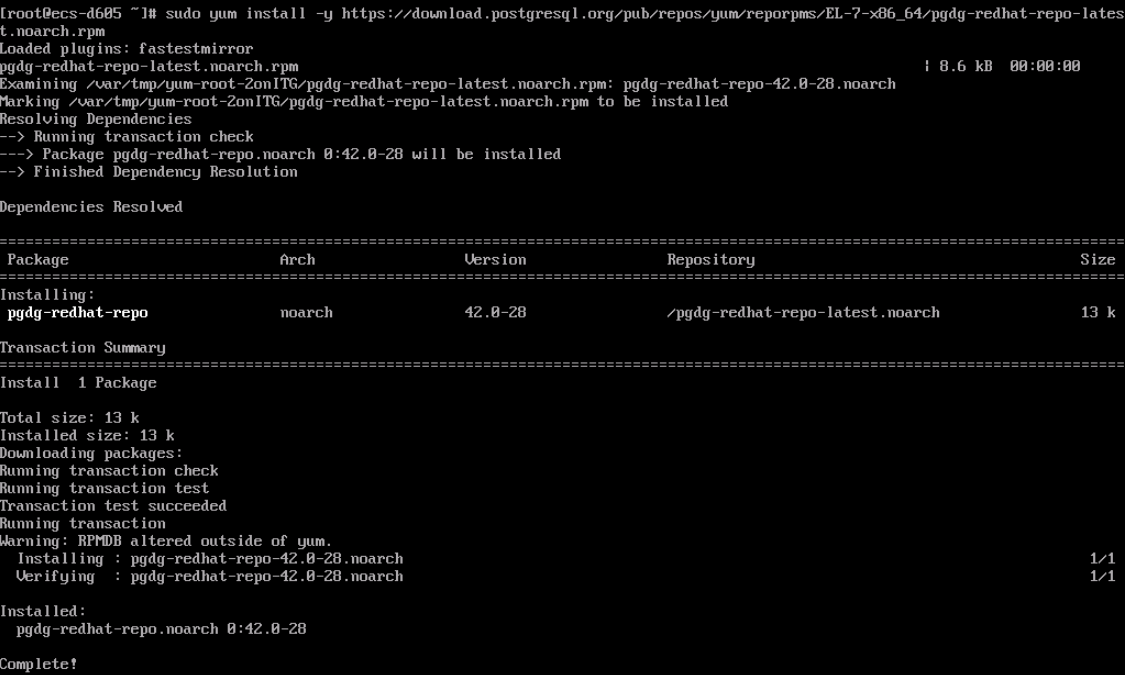 [root@ecs-d605 ~]# sudo yum install -y https://download.postgresql.org/pub/repos/yum/reporpms/EL-7-x86_64/pgdg-redhat-repo-lates
t.noarch.rpm
Loaded plugins: fastestmirror
pgdg-redhat-repo-latest.noarch.rpm | 8.6 kB 00:00:00
Examining /var/tmp/yum-root-2onITG/pgdg-redhat-repo-latest.noarch.rpm: pgdg-redhat-repo-42.0-28.noarch
Marking /var/tmp/yum-root-2onITG/pgdg-redhat-repo-latest.noarch.rpm to be installed
Resolving Dependencies
--> Running transaction check
---> Package pgdg-redhat-repo.noarch 0:42.0-28 will be installed
--> Finished Dependency Resolution

Dependencies Resolved

================================================================================================================================
Package Arch Version Repository Size
================================================================================================================================
Installing:
pgdg-redhat-repo noarch 42.0-28 /pgdg-redhat-repo-latest.noarch 13 k

Transaction Summary
================================================================================================================================
Install 1 Package

Total size: 13 k
Installed size: 13 k
Downloading packages:
Running transaction check
Running transaction test
Transaction test succeeded
Running transaction
Warning: RPMDB altered outside of yum.
Installing : pgdg-redhat-repo-42.0-28.noarch 1/1
Verifying : pgdg-redhat-repo-42.0-28.noarch 1/1

Installed:
pgdg-redhat-repo.noarch 0:42.0-28

Complete!